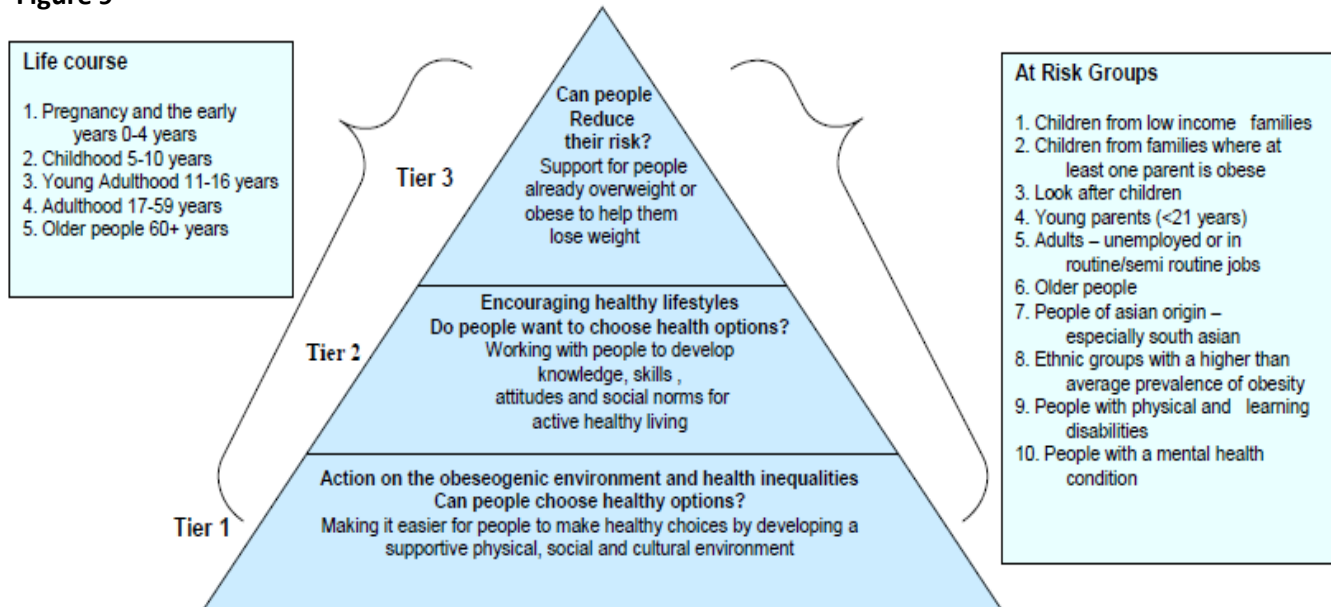 Figure 9
Life course
1. Pregnancy and the early
years 0-4 years
2. Childhood 5-10 years
3. Young Adulthood 11-16 years
4. Adulthood 17-59 years
5. Older people 60+ years
Can people
Reduce
their risk?
Support for people
already overweight or
obese to help them
lose weight
Tier 3
Encouraging healthy lifestyles
Do people want to choose health options?
Working with people to develop
knowledge, skills ,
attitudes and social norms for
active healthy living
Tier 2
Action on the obeseogenic environment and health inequalities
Can people choose healthy options?
Making it easier for people to make healthy choices by developing a
supportive physical, social and cultural environment
Tier 1
At Risk Groups
1. Children from low income families
2. Children from families where at
least one parent is obese
3. Look after children
4. Young parents (<21 years)
5. Adults – unemployed or in
routine/semi routine jobs
6. Older people
7. People of asian origin –
especially south asian
8. Ethnic groups with a higher than
average prevalence of obesity
9. People with physical and learning
disabilities
10. People with a mental health
condition